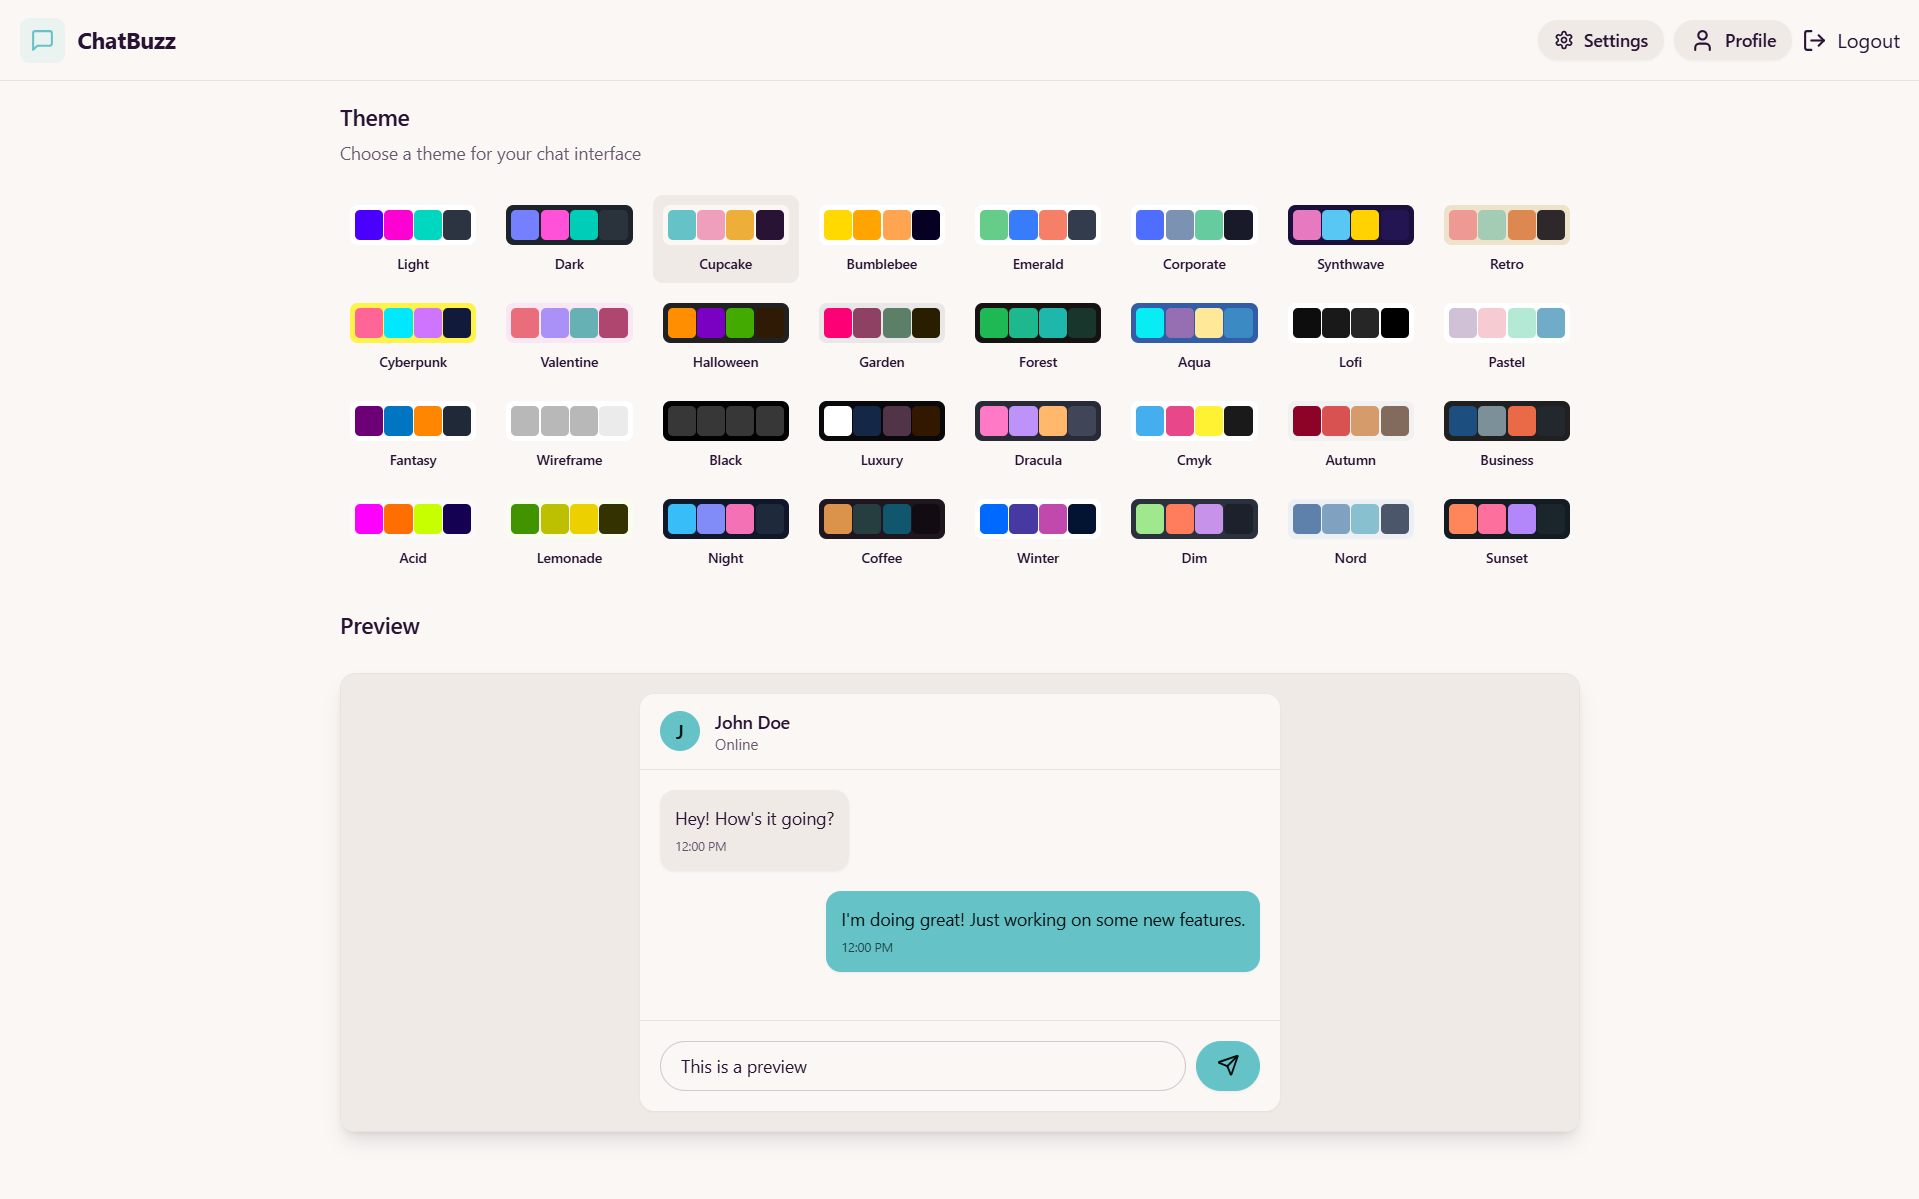 ChatBuzz
Settings
Profile
Logout
Theme
Choose a theme for your chat interface
Light
Dark
Cupcake
Bumblebee
Emerald
Corporate
Synthwave
Retro
Cyberpunk
Valentine
Halloween
Garden
Forest
Aqua
Lofi
Pastel
Fantasy
Wireframe
Black
Luxury
Dracula
Cmyk
Autumn
Business
Acid
Lemonade
Night
Coffee
Winter
Dim
Nord
Sunset
Preview
J
John Doe
Online
Hey! How's it going?
12:00 PM
I'm doing great! Just working on some new features.
12:00 PM
This is a preview